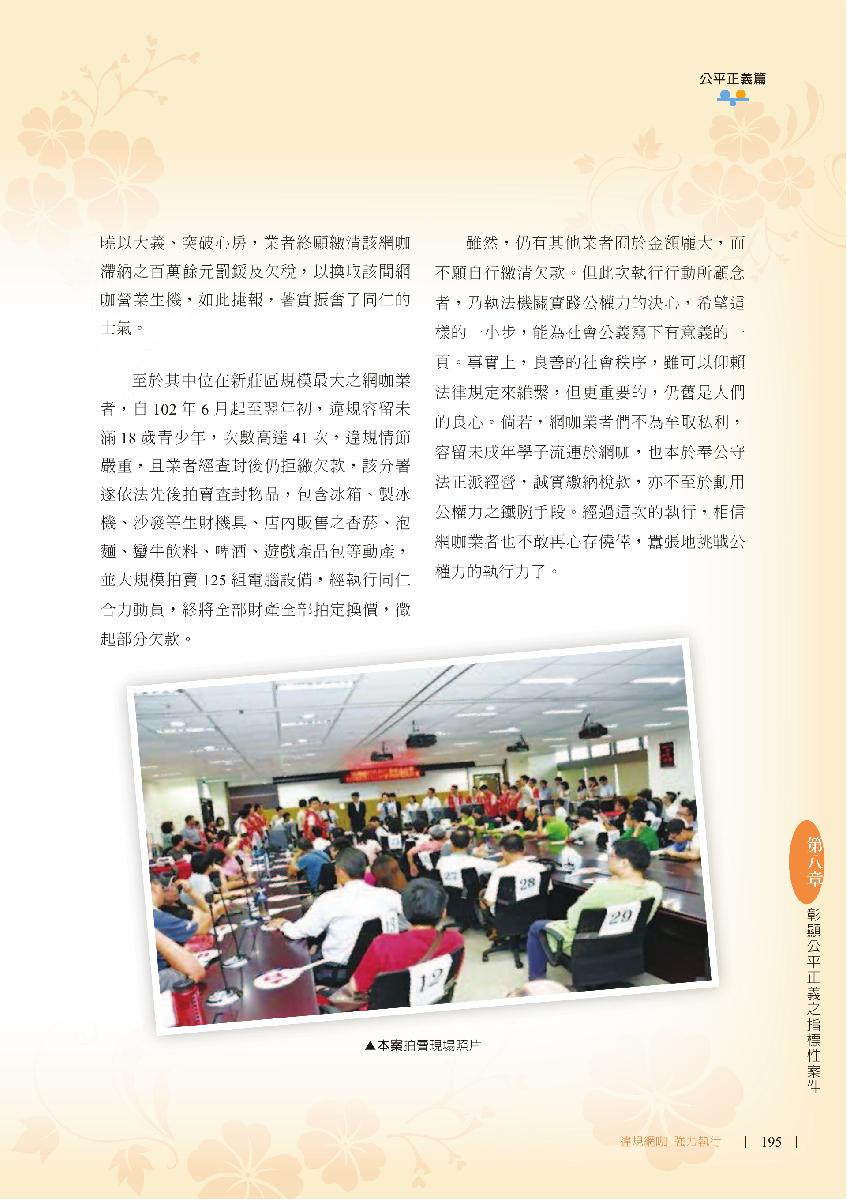 公平正義篇
曉以大義、突破心房，業者終願繳清該網咖
滯納之百萬餘元罰鍰及欠稅，以換取該間網
咖營業生機，如此捷報，著實振奮了同仁的
士氣。
至於其中位在新莊區規模最大之網咖業
者，自 102 年 6 月起至翌年初，違規容留未
滿 18 歲青少年，次數高達 41 次，違規情節
嚴重，且業者經查封後仍拒繳欠款，該分署
遂依法先後拍賣查封物品，包含冰箱、製冰
機、沙發等生財機具、店內販售之香菸、泡
麵、蠻牛飲料、啤酒、遊戲產品包等動產，
並大規模拍賣 125 組電腦設備，經執行同仁
合力動員，終將全部財產全部拍定換價，徵
起部分欠款。
雖然，仍有其他業者囿於金額龐大，而
不願自行繳清欠款。但此次執行行動所顧念
者，乃執法機關實踐公權力的決心，希望這
樣的一小步，能為社會公義寫下有意義的一
頁。事實上，良善的社會秩序，雖可以仰賴
法律規定來維繫，但更重要的，仍舊是人們
的良心。倘若，網咖業者們不為牟取私利，
容留未成年學子流連於網咖，也本於奉公守
法正派經營，誠實繳納稅款，亦不至於動用
公權力之鐵腕手段。經過這次的執行，相信
網咖業者也不敢再心存僥倖，囂張地挑戰公
權力的執行力了。
27
28
29
12
▲本案拍賣現場照片
第八章
彰顯公平正義之指標性案件
違規網咖 強力執行
195